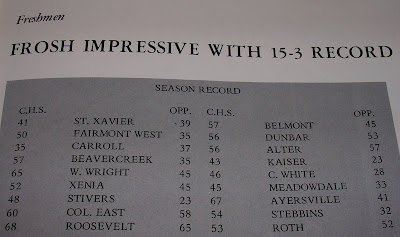 Freshmen
FROSH IMPRESSIVE WITH 15-3 RECORD
SEASON RECORD
C.H.S. OPP. C.H.S. OPP.
41 ST. XAVIER 39 57 BELMONT 45
50 FAIRMONT WEST 35 56 DUNBAR 53
35 CARROLL 37 56 ALTER 57
57 BEAVERCREEK 35 43 KAISER 23
65 W. WRIGHT 45 46 C. WHITE 28
52 XENIA 45 45 MEADOWDALE 33
48 STIVERS 23 67 AYERSVILLE 41
60 COL. EAST 58 54 STEBBINS 32
68 ROOSEVELT 65 53 ROTH 52